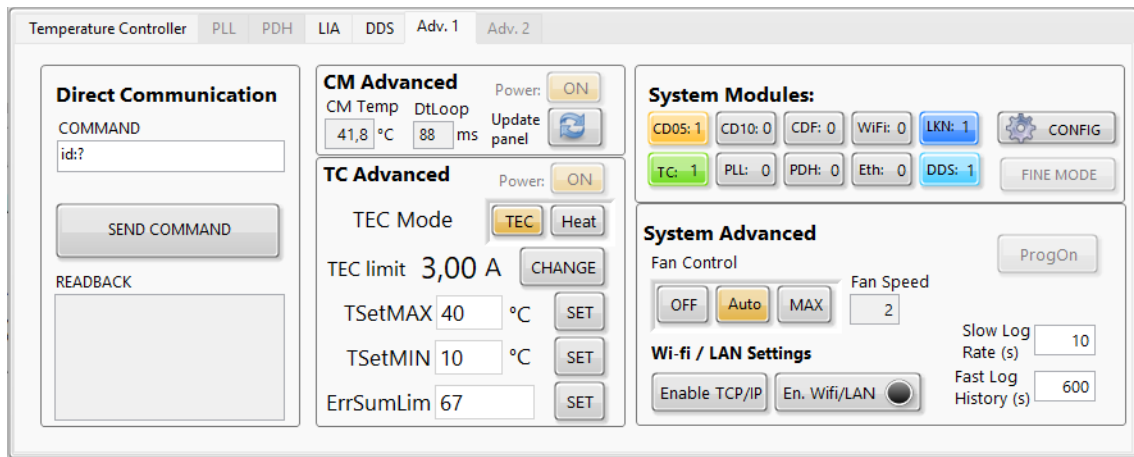 Temperature Controller PLL PDH LIA DDS Adv. 1 Adv. 2
Direct Communication
COMMAND
id:?
SEND COMMAND
READBACK
CM Advanced
Power: ON
CM Temp DtLoop
41,8 °C 88 ms
Update
panel
TC Advanced
Power: ON
TEC Mode TEC Heat
TEC limit 3,00 A CHANGE
TSetMAX 40 °C SET
TSetMIN 10 °C SET
ErrSumLim 67 SET
System Modules:
CD05: 1 CD10: 0 CDF: 0 WiFi: 0 LKN: 1 CONFIG
TC: 1 PLL: 0 PDH: 0 Eth: 0 DDS: 1 FINE MODE
System Advanced
ProgOn
Fan Control
OFF Auto MAX
Fan Speed
2
Wi-fi / LAN Settings
Enable TCP/IP En. Wifi/LAN
Slow Log
Rate (s) 10
Fast Log
History (s) 600